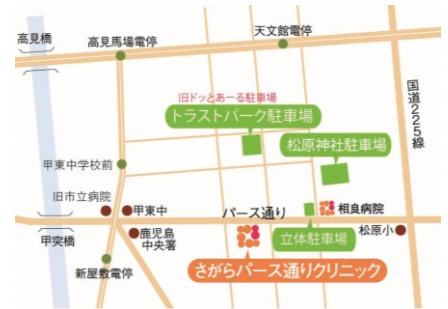 天文館電停
高見橋
高見馬場電停
旧ドッとあーる駐車場
トラストパーク駐車場
国道225線
松原神社駐車場
甲東中学校前
旧市立病院
甲東中
パース通り
相良病院
甲突橋
鹿児島
中央署
立体駐車場
松原小
新屋敷電停
さがらパース通りクリニック